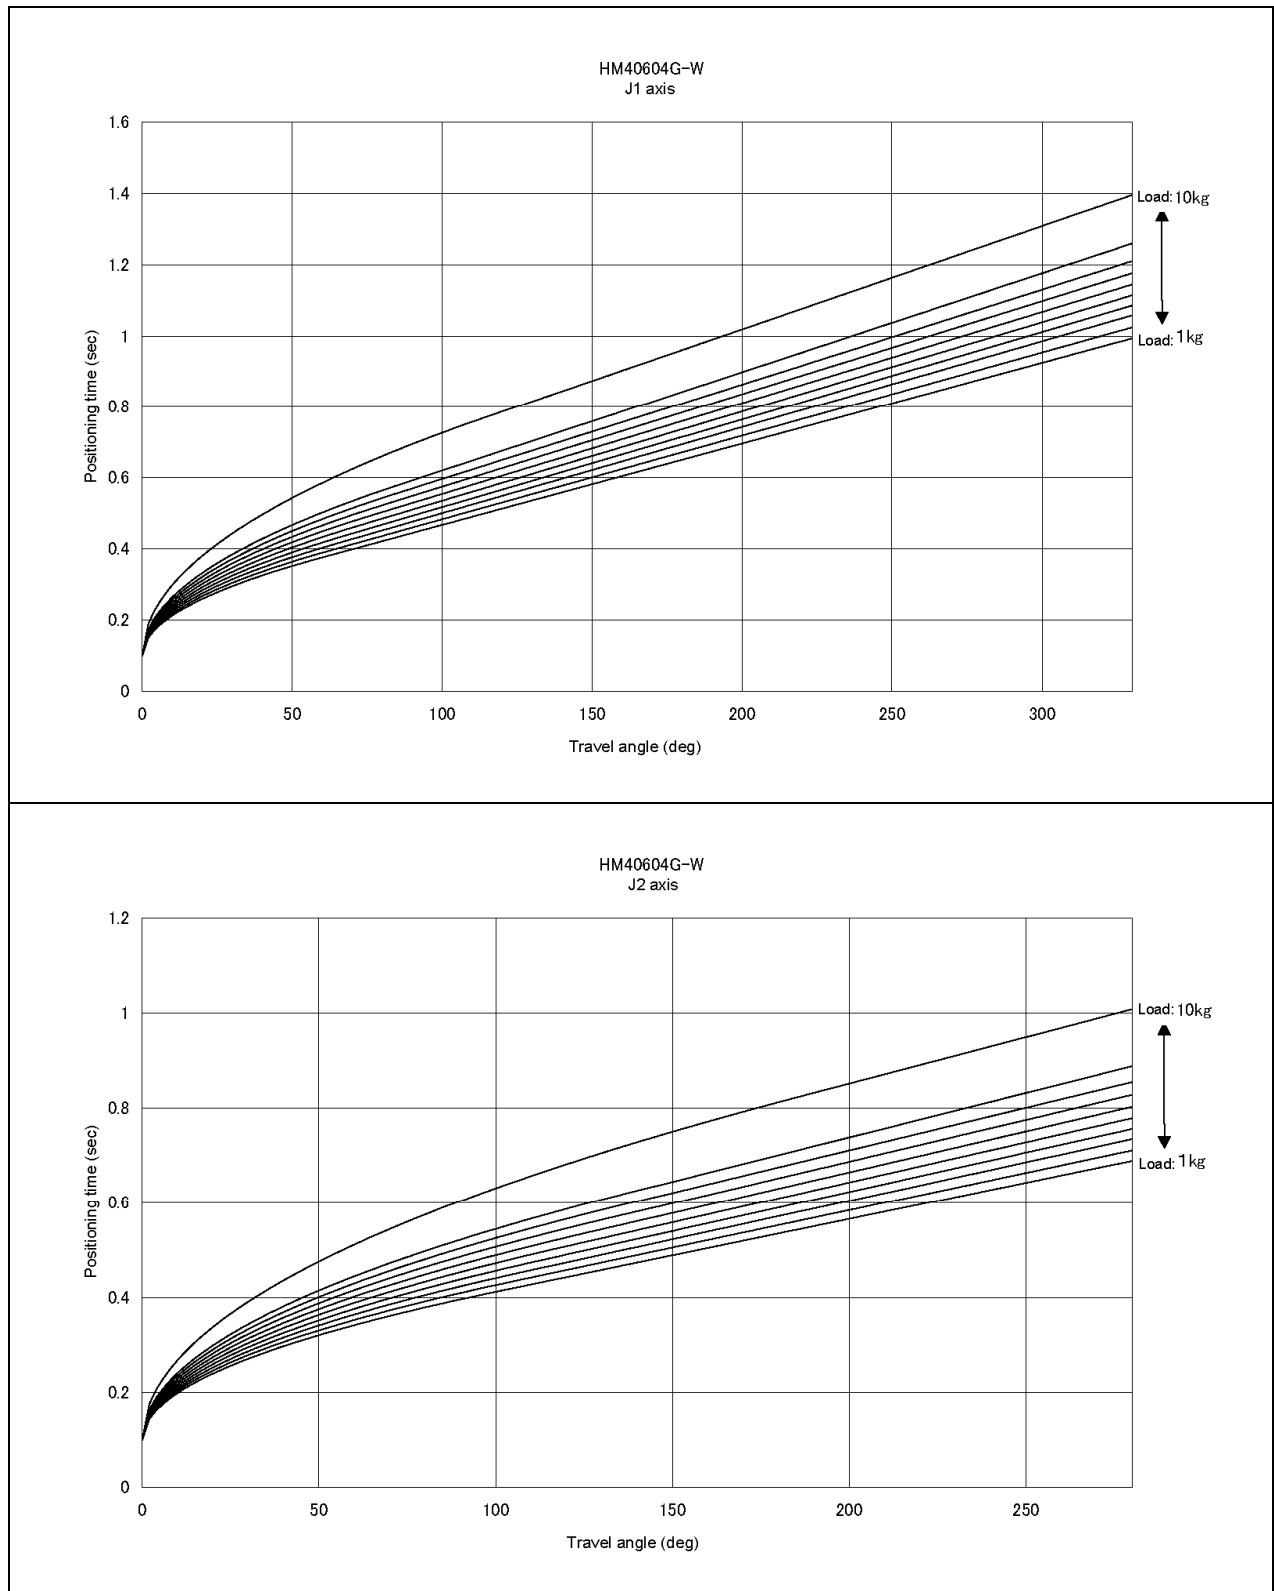 HM40604G-W
J1 axis
1.6
1.4
Load: 10kg
1.2
1
Load: 1kg
0.8
0.6
0.4
0.2
0
Positioning time (sec)
0 50 100 150 200 250 300
Travel angle (deg)
HM40604G-W
J2 axis
1.2
1
Load: 10kg
0.8
Load: 1kg
0.6
0.4
0.2
0
Positioning time (sec)
0 50 100 150 200 250
Travel angle (deg)